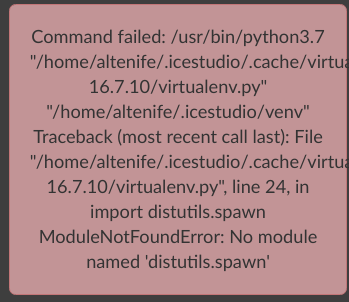 Command failed: /usr/bin/python3.7
"/home/altenife/.icestudio/.cache/virtua
16.7.10/virtualenv.py"
"/home/altenife/.icestudio/venv"
Traceback (most recent call last): File
"/home/altenife/.icestudio/.cache/virtua
16.7.10/virtualenv.py", line 24, in
import distutils.spawn
ModuleNotFoundError: No module
named 'distutils.spawn'